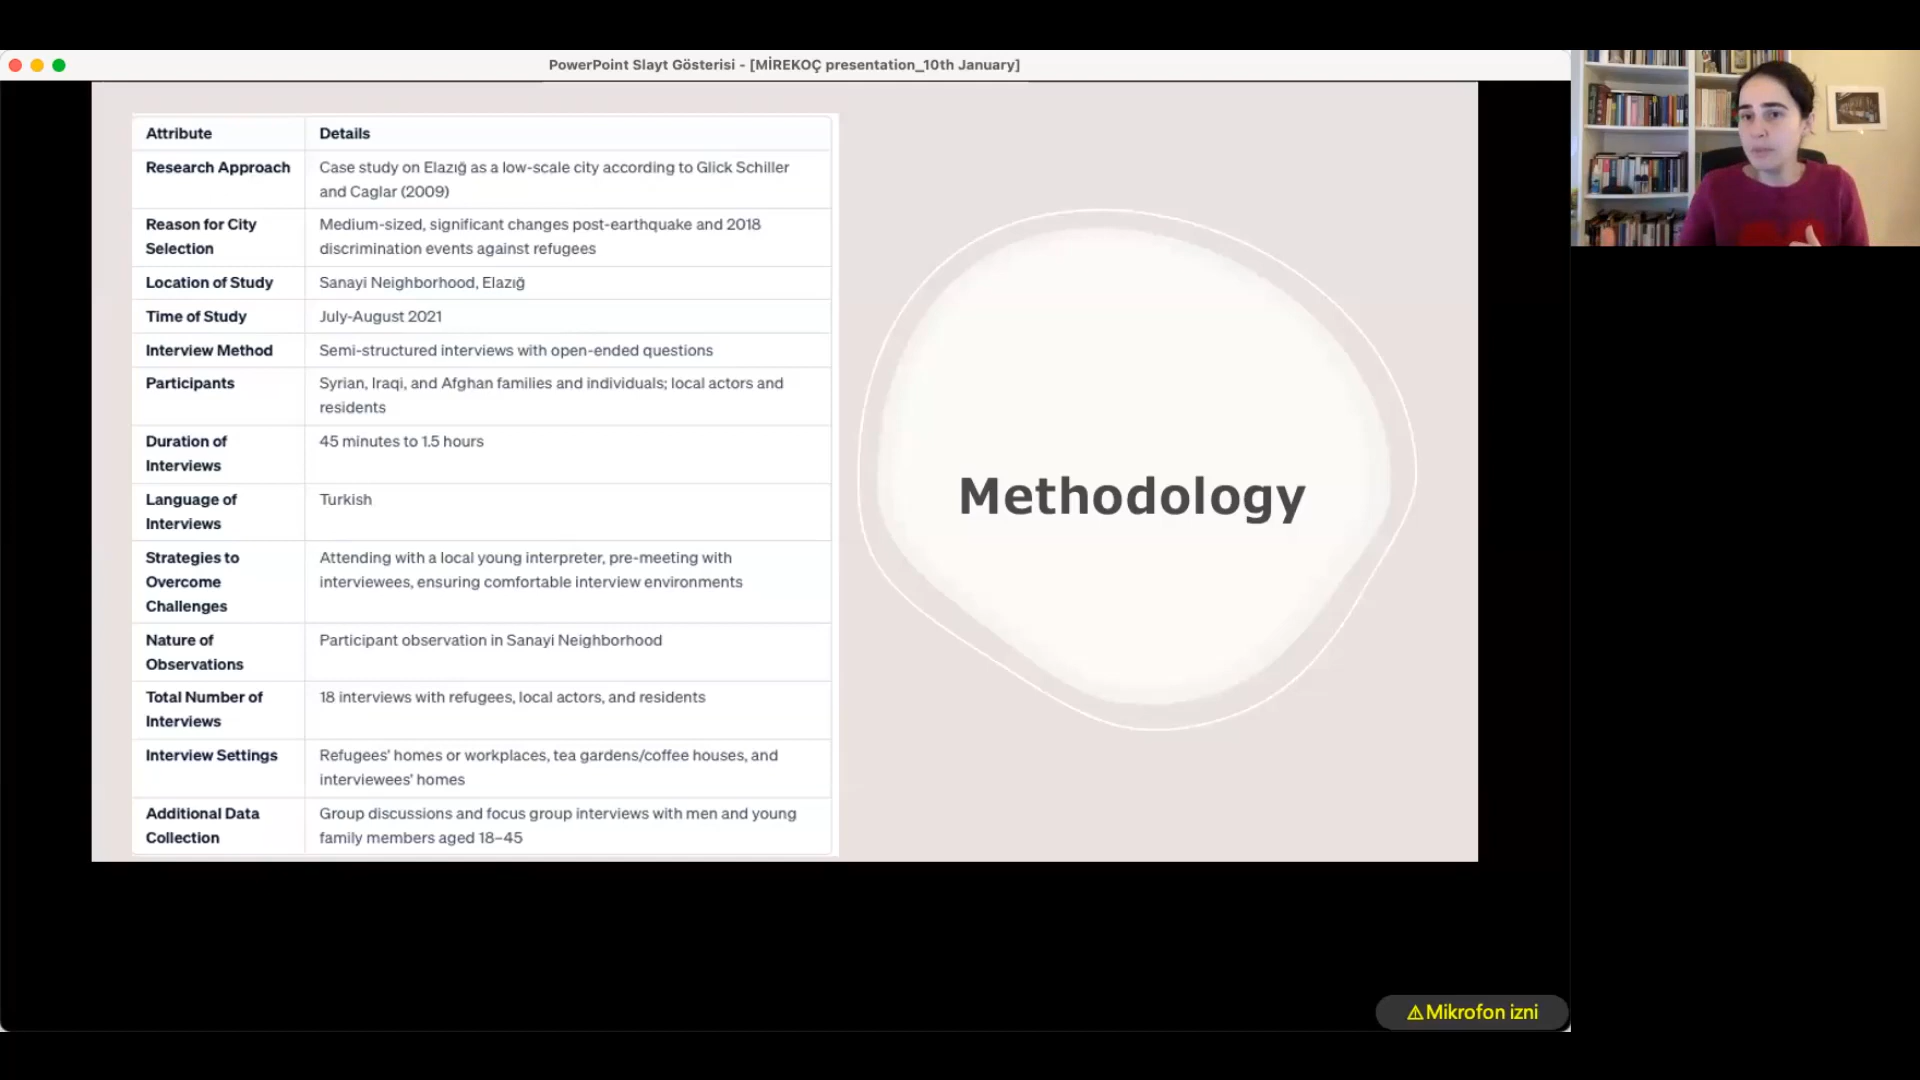 PowerPoint Slayt Gösterisi - [MİREKOÇ presentation_10th January]
Attribute Details
Research Approach Case study on Elazığ as a low-scale city according to Glick Schiller
and Caglar (2009)
Reason for City Medium-sized, significant changes post-earthquake and 2018
Selection discrimination events against refugees
Location of Study Sanayi Neighborhood, Elazığ
Time of Study July-August 2021
Interview Method Semi-structured interviews with open-ended questions
Participants Syrian, Iraqi, and Afghan families and individuals; local actors and
residents
Duration of 45 minutes to 1.5 hours
Interviews
Language of Turkish
Interviews
Strategies to Attending with a local young interpreter, pre-meeting with
Overcome interviewees, ensuring comfortable interview environments
Challenges
Nature of Participant observation in Sanayi Neighborhood
Observations
Total Number of 18 interviews with refugees, local actors, and residents
Interviews
Interview Settings Refugees' homes or workplaces, tea gardens/coffee houses, and
interviewees' homes
Additional Data Group discussions and focus group interviews with men and young
Collection family members aged 18–45
Methodology
⚠Mikrofon izni